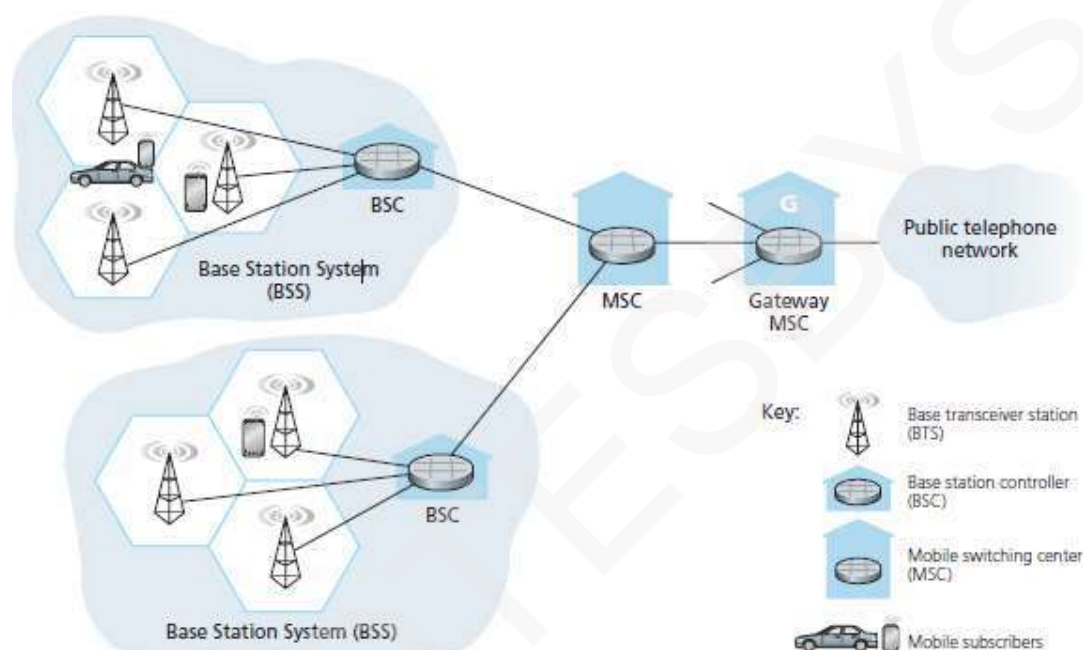 BSC
Base Station System
(BSS)
MSC
G
Gateway
MSC
Public telephone
network
BSC
Base Station System (BSS)
Key:
Base transceiver station
(BTS)
Base station controller
(BSC)
Mobile switching center
(MSC)
Mobile subscribers